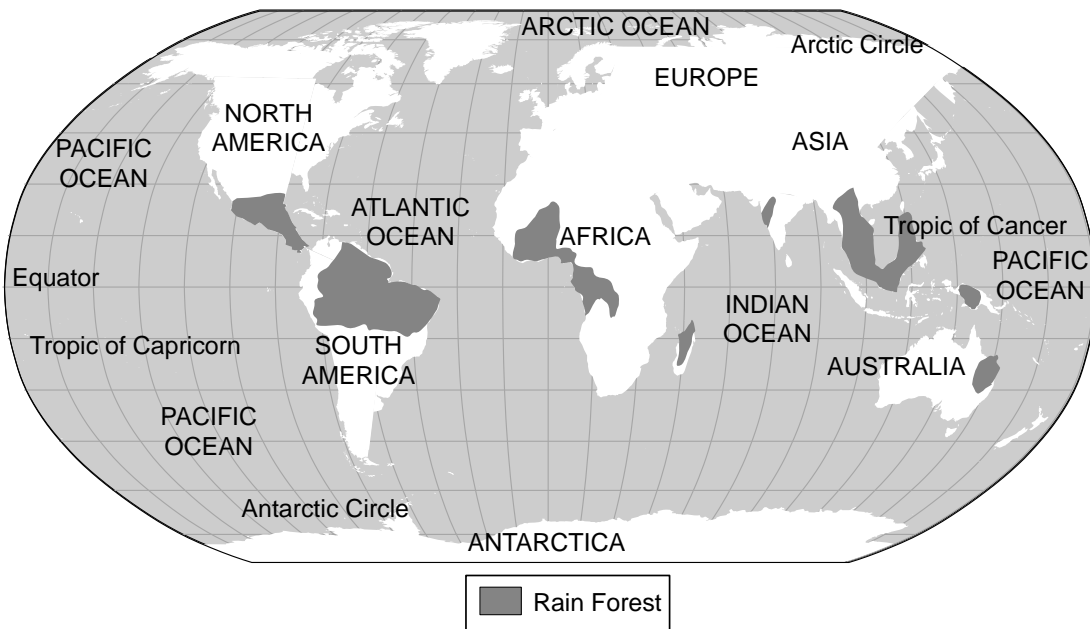 ARCTIC OCEAN
Arctic Circle
EUROPE
NORTH
AMERICA
ASIA
PACIFIC
OCEAN
ATLANTIC
OCEAN
AFRICA
Tropic of Cancer
PACIFIC
OCEAN
Equator
INDIAN
OCEAN
Tropic of Capricorn
SOUTH
AMERICA
AUSTRALIA
PACIFIC
OCEAN
Antarctic Circle
ANTARCTICA
Rain Forest